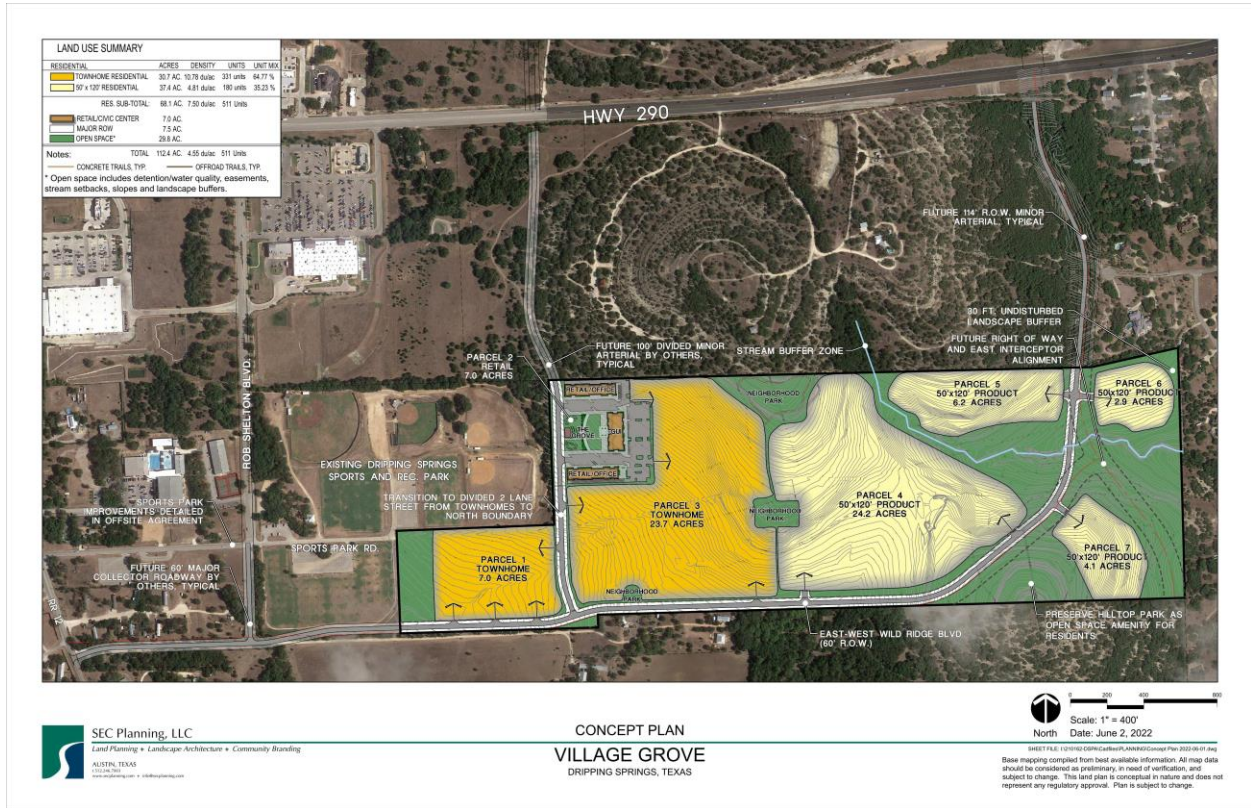 LAND USE SUMMARY
RESIDENTIAL ACRES DENSITY UNITS UNIT MIX
TOWNHOME RESIDENTIAL 30.7 AC. 10.78 du/ac 331 units 64.77 %
50' x 120' RESIDENTIAL 37.4 AC. 4.81 du/ac 180 units 35.23 %
RES. SUB-TOTAL: 68.1 AC. 7.50 du/ac 511 Units
RETAIL/CIVIC CENTER 7.0 AC.
MAJOR ROW 7.5 AC.
OPEN SPACE* 29.8 AC.
Notes: TOTAL 112.4 AC. 4.55 du/ac 511 Units
CONCRETE TRAILS, TYP. OFFROAD TRAILS, TYP.
* Open space includes detention/water quality, easements,
stream setbacks, slopes and landscape buffers.
HWY 290
FUTURE 114' R.O.W. MINOR
ARTERIAL, TYPICAL
30 FT. UNDISTURBED
LANDSCAPE BUFFER
FUTURE RIGHT OF WAY
AND EAST INTERCEPTOR
ALIGNMENT
FUTURE 100' DIVIDED MINOR
ARTERIAL BY OTHERS,
TYPICAL
STREAM BUFFER ZONE
PARCEL 2
RETAIL
7.0 ACRES
ROB SHELTON BLVD.
RETAIL/OFFICE
THE
GROVE
RETAIL/OFFICE
NEIGHBORHOOD
PARK
PARCEL 5
50'x120' PRODUCT
6.2 ACRES
PARCEL 6
50'x120' PRODUCT
2.9 ACRES
EXISTING DRIPPING SPRINGS
SPORTS AND REC. PARK
TRANSITION TO DIVIDED 2 LANE
STREET FROM TOWNHOMES TO
NORTH BOUNDARY
SPORTS PARK
IMPROVEMENTS DETAILED
IN OFFSITE AGREEMENT
PARCEL 3
TOWNHOME
23.7 ACRES
NEIGHBORHOOD
PARK
PARCEL 4
50'x120' PRODUCT
24.2 ACRES
SPORTS PARK RD.
PARCEL 1
TOWNHOME
7.0 ACRES
PARCEL 7
50'x120' PRODUCT
4.1 ACRES
FUTURE 60' MAJOR
COLLECTOR ROADWAY BY
OTHERS, TYPICAL
NEIGHBORHOOD
PARK
RR 12
EAST-WEST WILD RIDGE BLVD
(60' R.O.W.)
PRESERVE HILLTOP PARK AS
OPEN SPACE AMENITY FOR
RESIDENTS
SEC Planning, LLC
Land Planning + Landscape Architecture + Community Branding
AUSTIN, TEXAS
CONCEPT PLAN
VILLAGE GROVE
DRIPPING SPRINGS, TEXAS
0 200 400 800
Scale: 1" = 400'
North Date: June 2, 2022
Base mapping compiled from best available information. All map data
should be considered as preliminary, in need of verification, and
subject to change. This land plan is conceptual in nature and does not
represent any regulatory approval. Plan is subject to change.